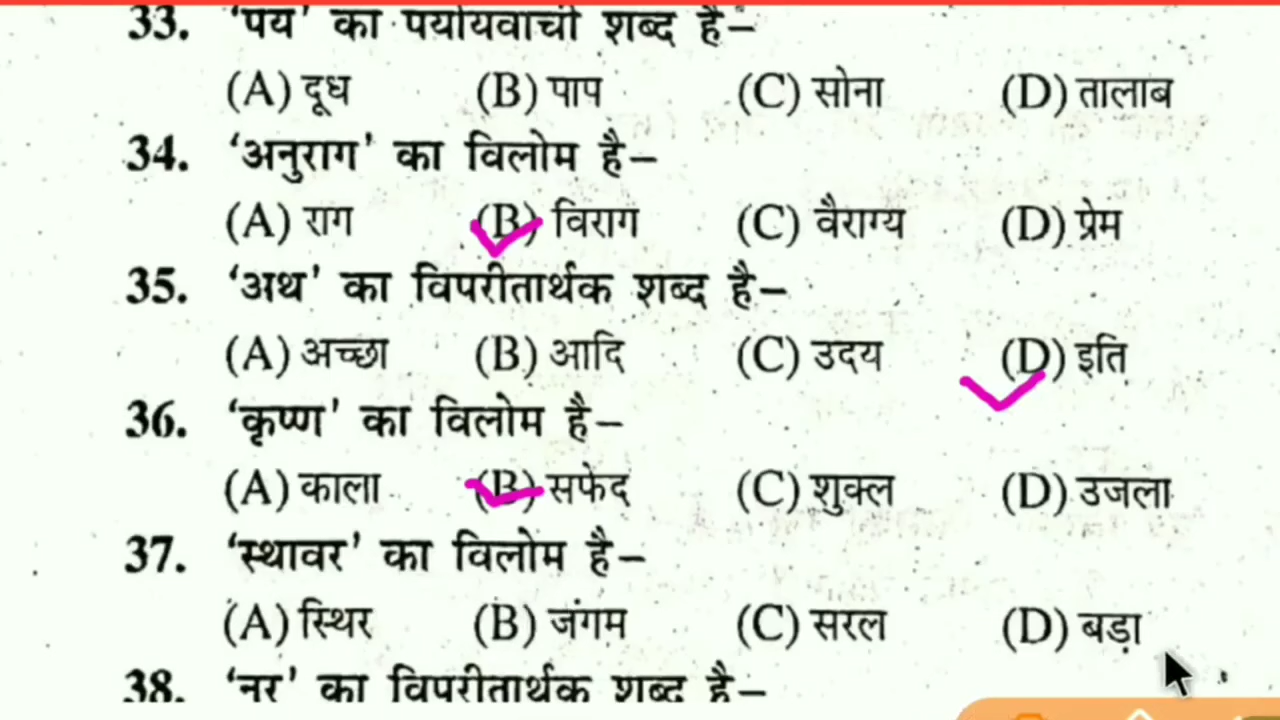 33. ‘पय’ का पर्यायवाची शब्द है–
(A) दूध (B) पाप (C) सोना (D) तालाब
34. ‘अनुराग’ का विलोम है–
(A) राग (B) विराग (C) वैराग्य (D) प्रेम
35. ‘अथ’ का विपरीतार्थक शब्द है–
(A) अच्छा (B) आदि (C) उदय (D) इति
36. ‘कृष्ण’ का विलोम है–
(A) काला (B) सफेद (C) शुक्ल (D) उजला
37. ‘स्थावर’ का विलोम है–
(A) स्थिर (B) जंगम (C) सरल (D) बड़ा
38. ‘नर’ का विपरीतार्थक शब्द है–